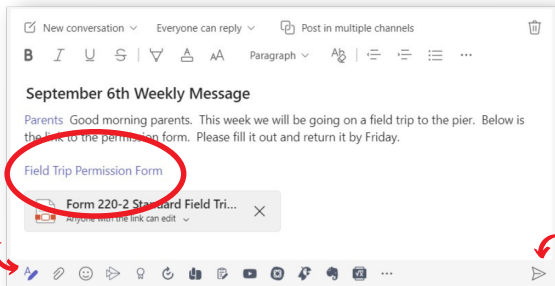 New conversation Everyone can reply Post in multiple channels
B I U S A AA Paragraph
September 6th Weekly Message
Parents Good morning parents. This week we will be going on a field trip to the pier. Below is
the link to the permission form. Please fill it out and return it by Friday.
Field Trip Permission Form
Form 220-2 Standard Field Tri...
Anyone with the link can edit